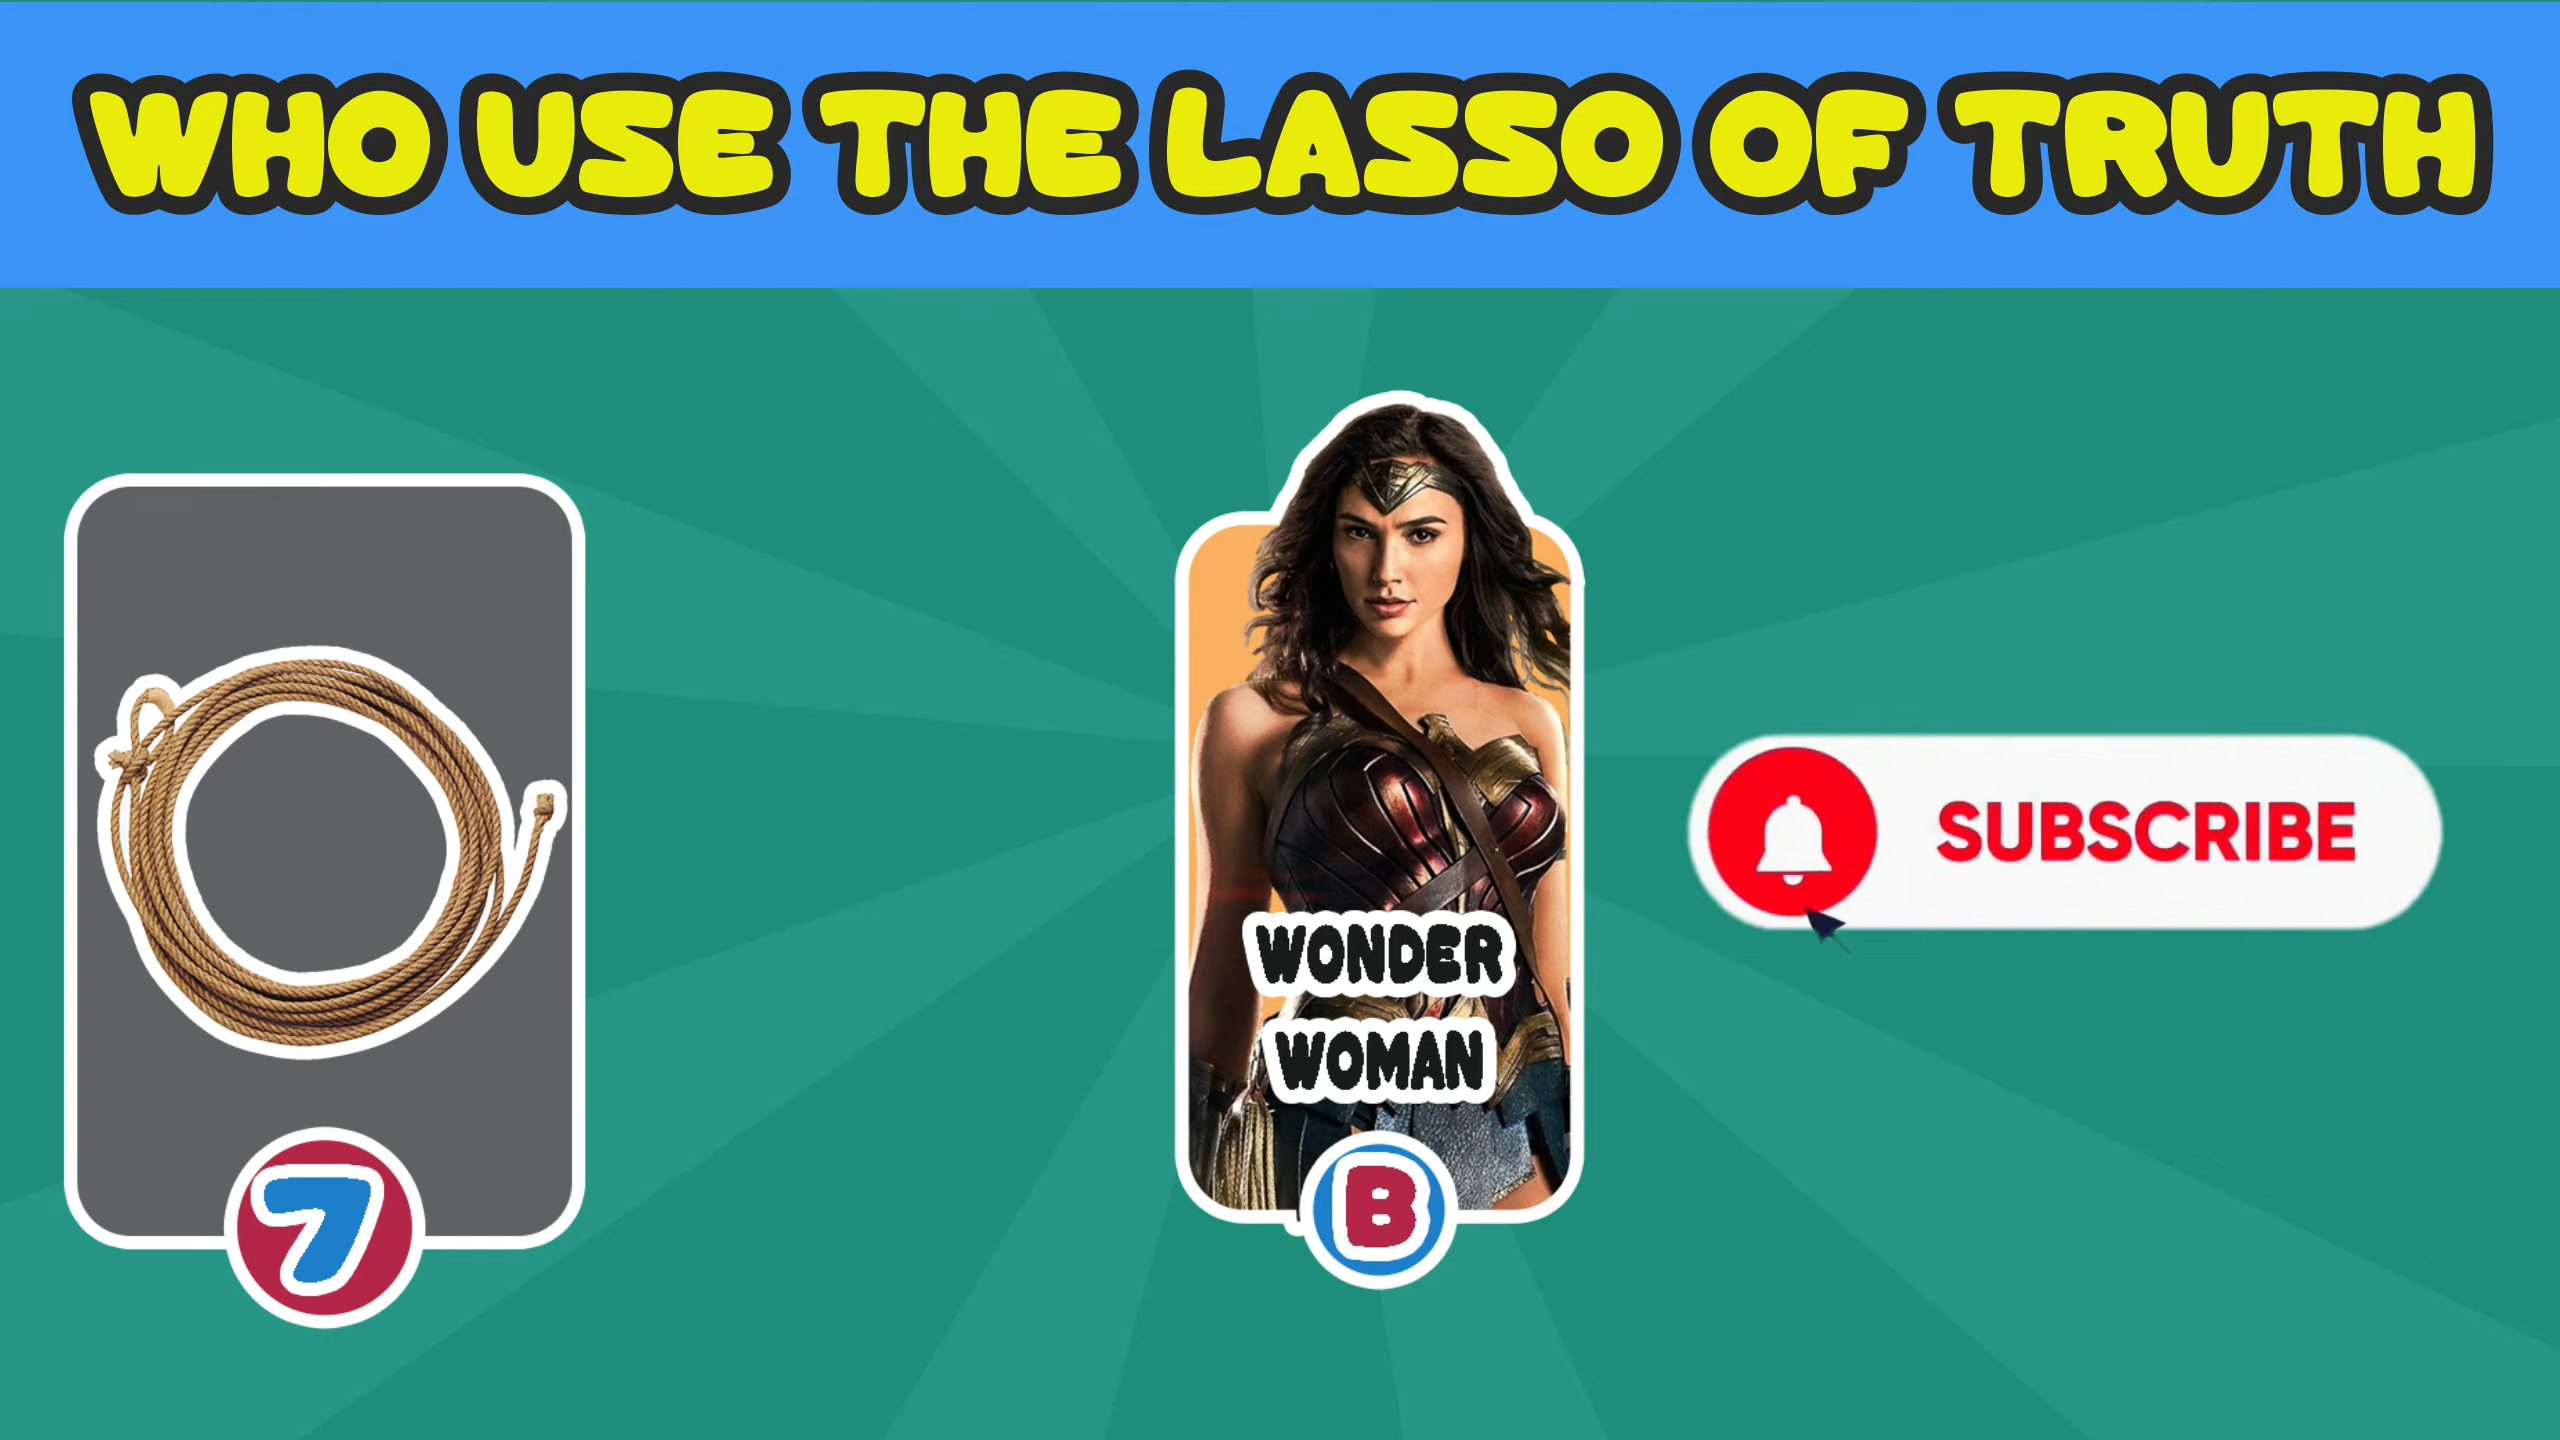 WHO USE THE LASSO OF TRUTH
WONDER
WOMAN
SUBSCRIBE
7
B